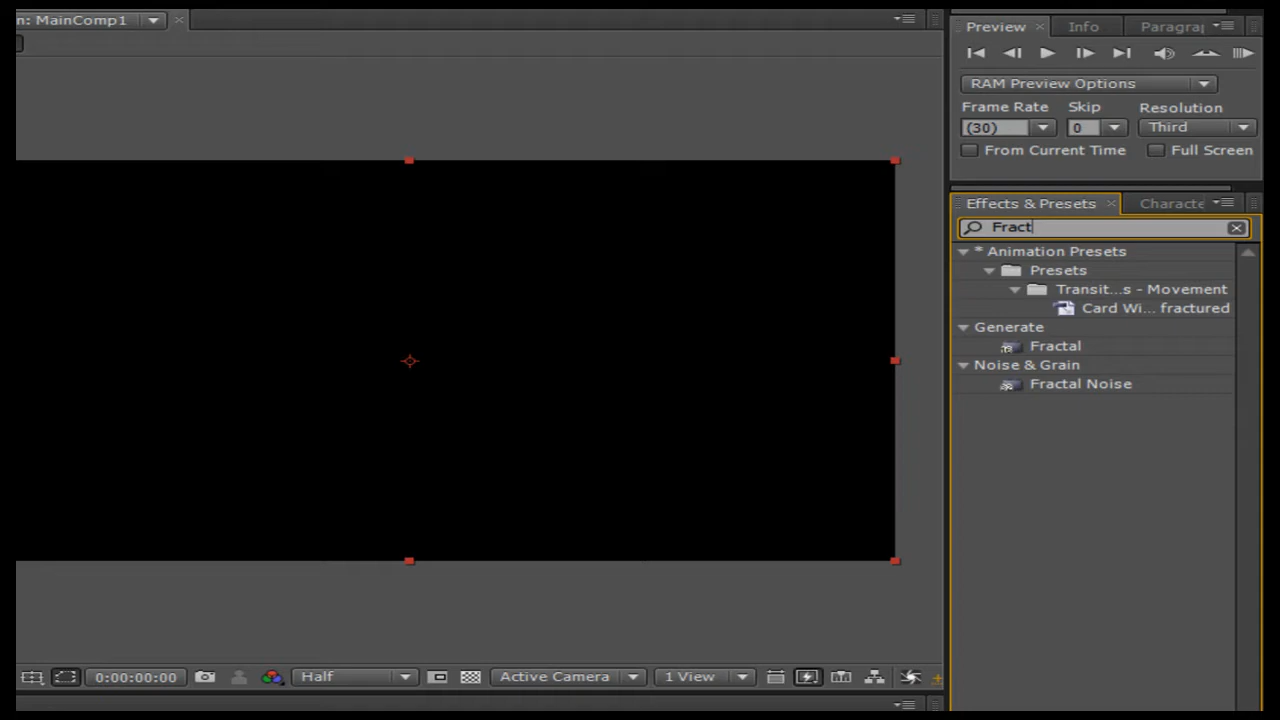 n: MainComp1
Preview Info Paragraj
RAM Preview Options
Frame Rate Skip Resolution
(30) 0 Third
From Current Time Full Screen
Effects & Presets Characte
Fract
* Animation Presets
Presets
Transit...s - Movement
Card Wi... fractured
Generate
Fractal
Noise & Grain
Fractal Noise
0:00:00:00 Half Active Camera 1 View